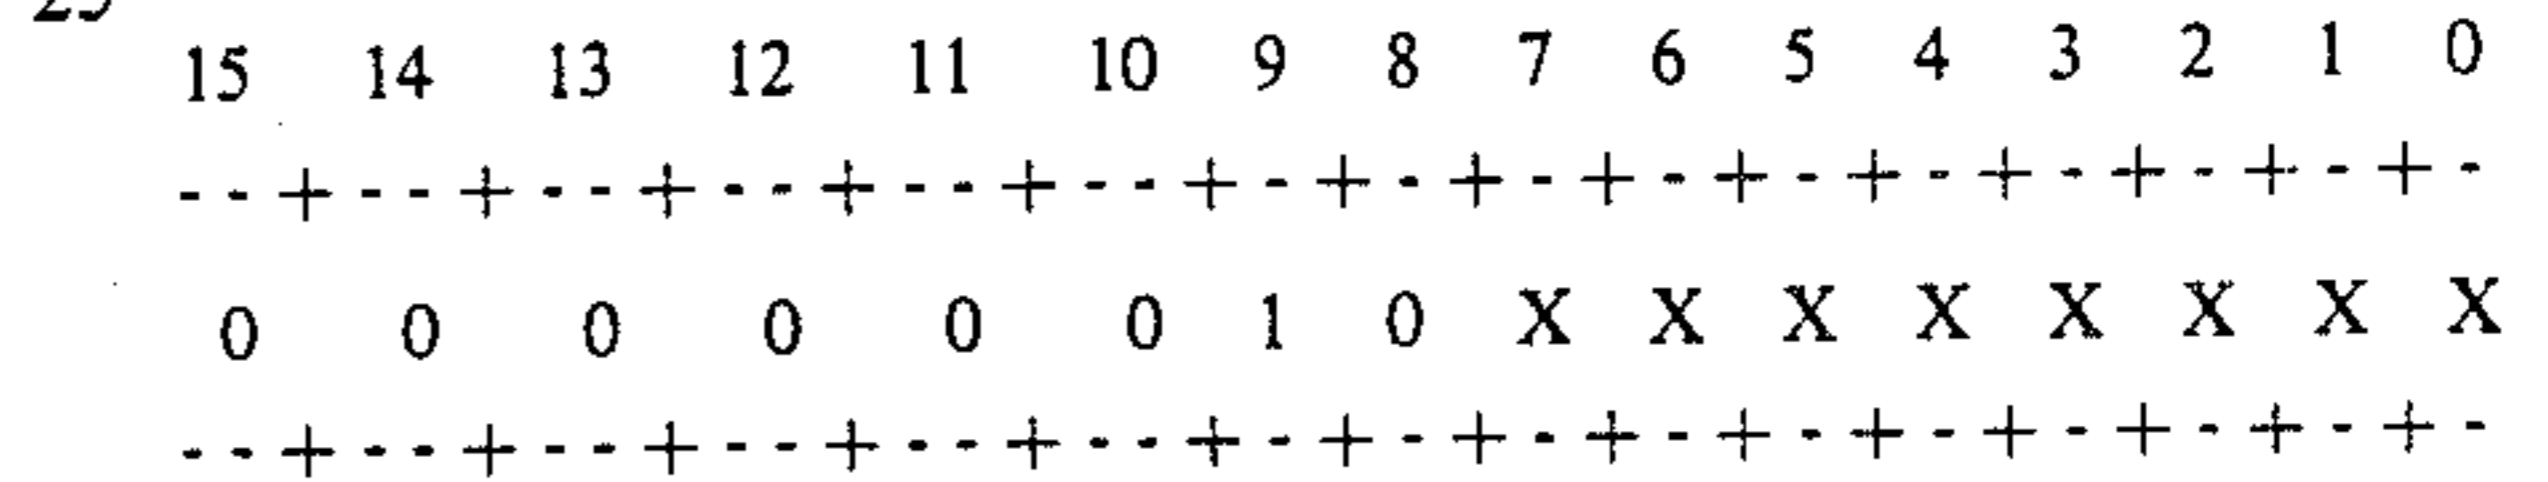 15 14 13 12 11 10 9 8 7 6 5 4 3 2 1 0
--+--+--+--+--+--+-+-+-+-+-+-+-+-+-+-
0 0 0 0 0 0 1 0 X X X X X X X X
--+--+--+--+--+--+-+-+-+-+-+-+-+-+-+-